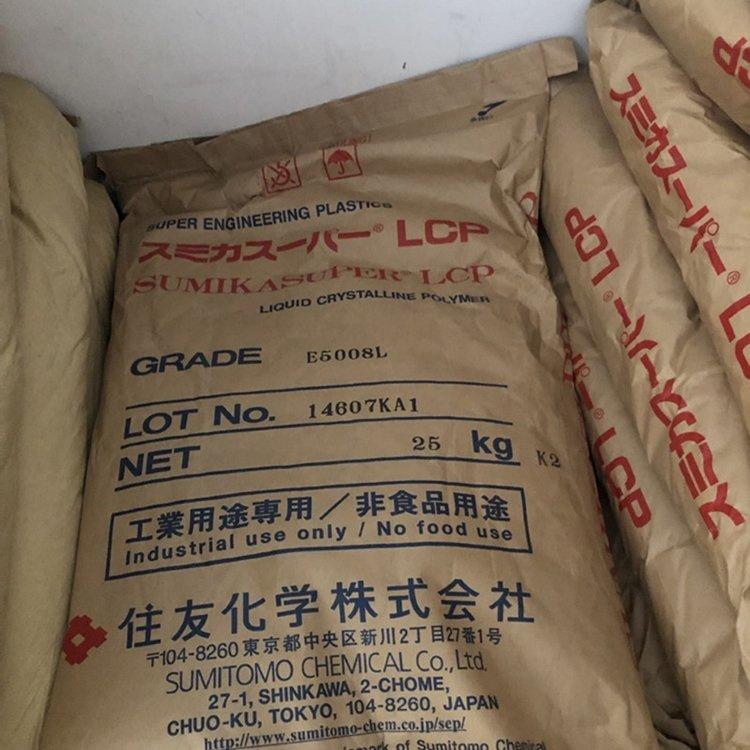 SUPER ENGINEERING PLASTICS
スミカスーパー® LCP
SUMIKASUPER® LCP
LIQUID CRYSTALLINE POLYMER
GRADE E5008L
LOT No. 14607KA1
NET 25 kg K2
工業用途専用／非食品用途
Industrial use only / No food use
住友化学株式会社
〒104-8260 東京都中央区新川2丁目27番1号
SUMITOMO CHEMICAL Co., Ltd.
27-1, SHINKAWA, 2-CHOME,
CHUO-KU, TOKYO, 104-8260, JAPAN
http://www.sumitomo-chem.co.jp/sep/
of Sumitomo Chemical
スミカスーパー® LCP
スミカスーパー® LCP
LCP